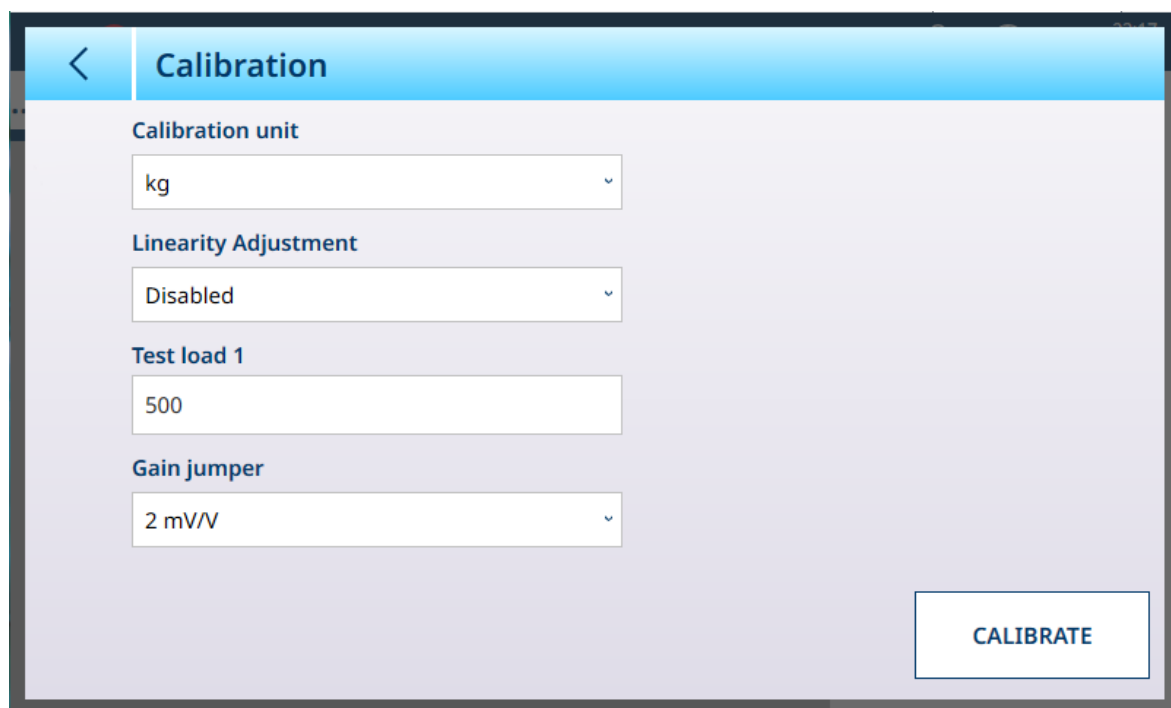 Calibration
Calibration unit
kg
Linearity Adjustment
Disabled
Test load 1
500
Gain jumper
2 mV/V
CALIBRATE